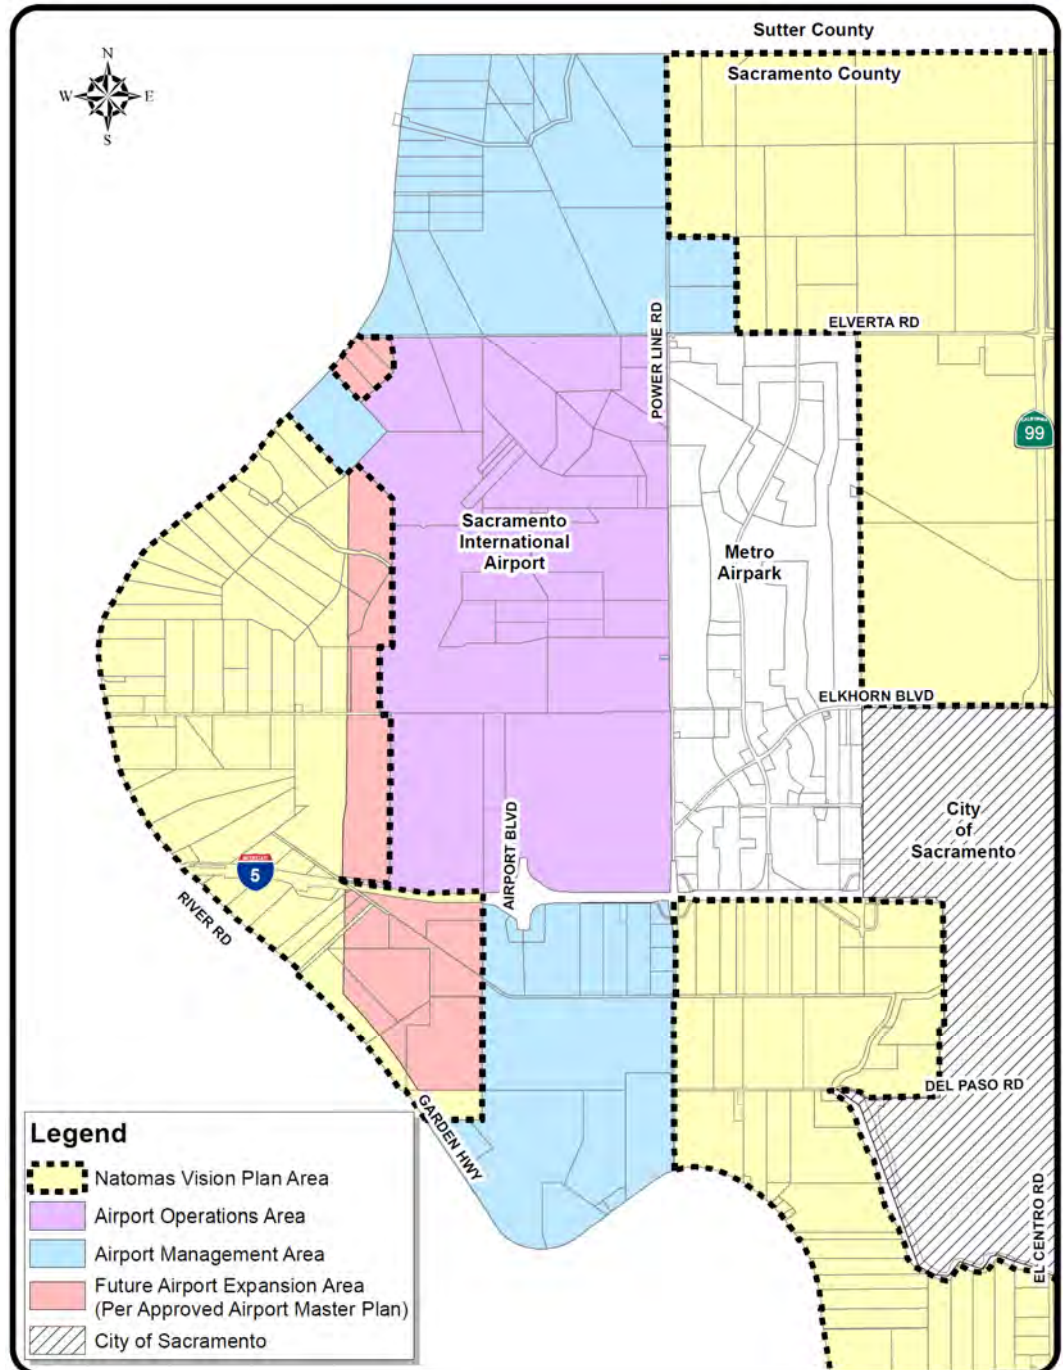 Sutter County
Sacramento County
N
W
E
S
POWER LINE RD
ELVERTA RD
CALIFORNIA
99
Sacramento
International
Airport
Metro
Airpark
ELKHORN BLVD
AIRPORT BLVD
City
of
Sacramento
INTERSTATE
5
RIVER RD
DEL PASO RD
GARDEN HWY
EL CENTRO RD
Legend
Natomas Vision Plan Area
Airport Operations Area
Airport Management Area
Future Airport Expansion Area
(Per Approved Airport Master Plan)
City of Sacramento